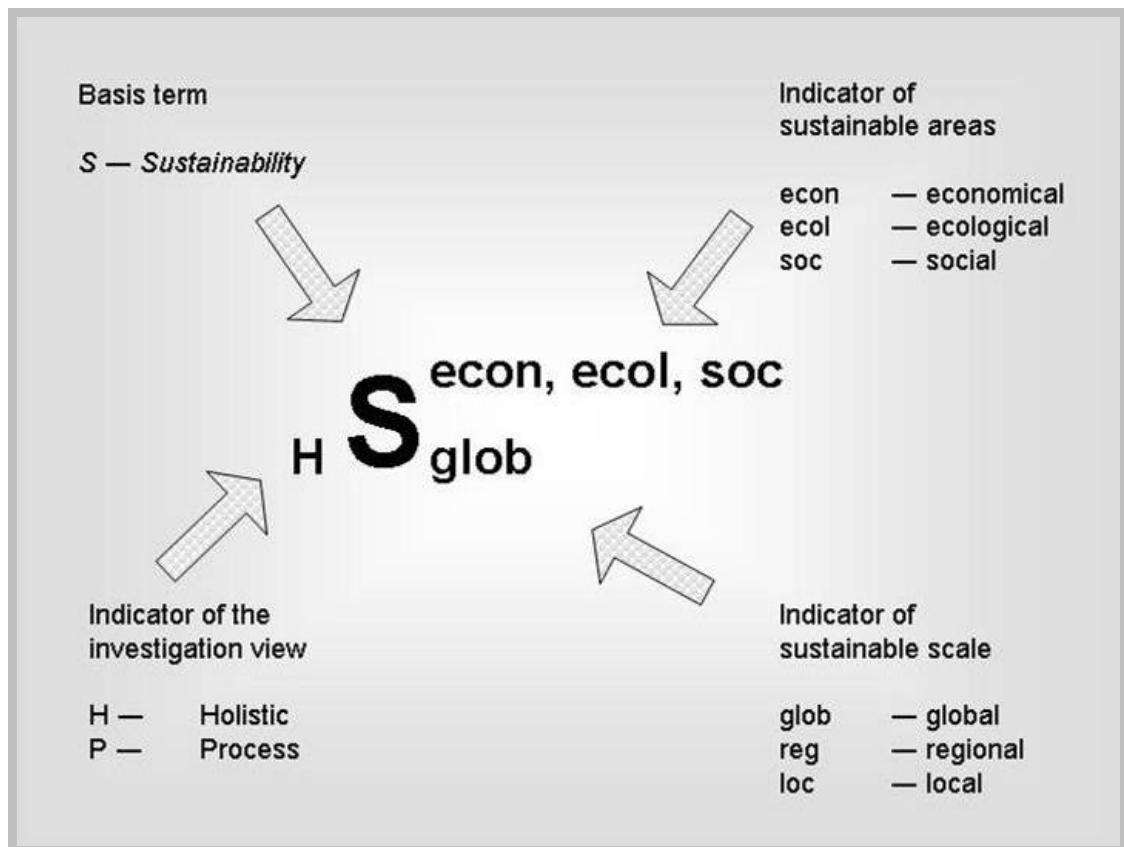 Basis term
S — Sustainability
Indicator of
sustainable areas
econ — economical
ecol — ecological
soc — social
econ, ecol, soc
H S glob
Indicator of the
investigation view
H — Holistic
P — Process
Indicator of
sustainable scale
glob — global
reg — regional
loc — local